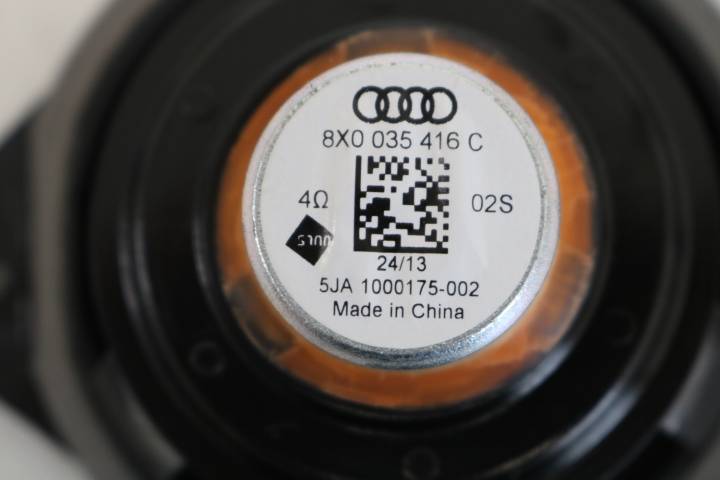 8X0 035 416 C
4Ω
02S
24/13
5JA 1000175-002
Made in China